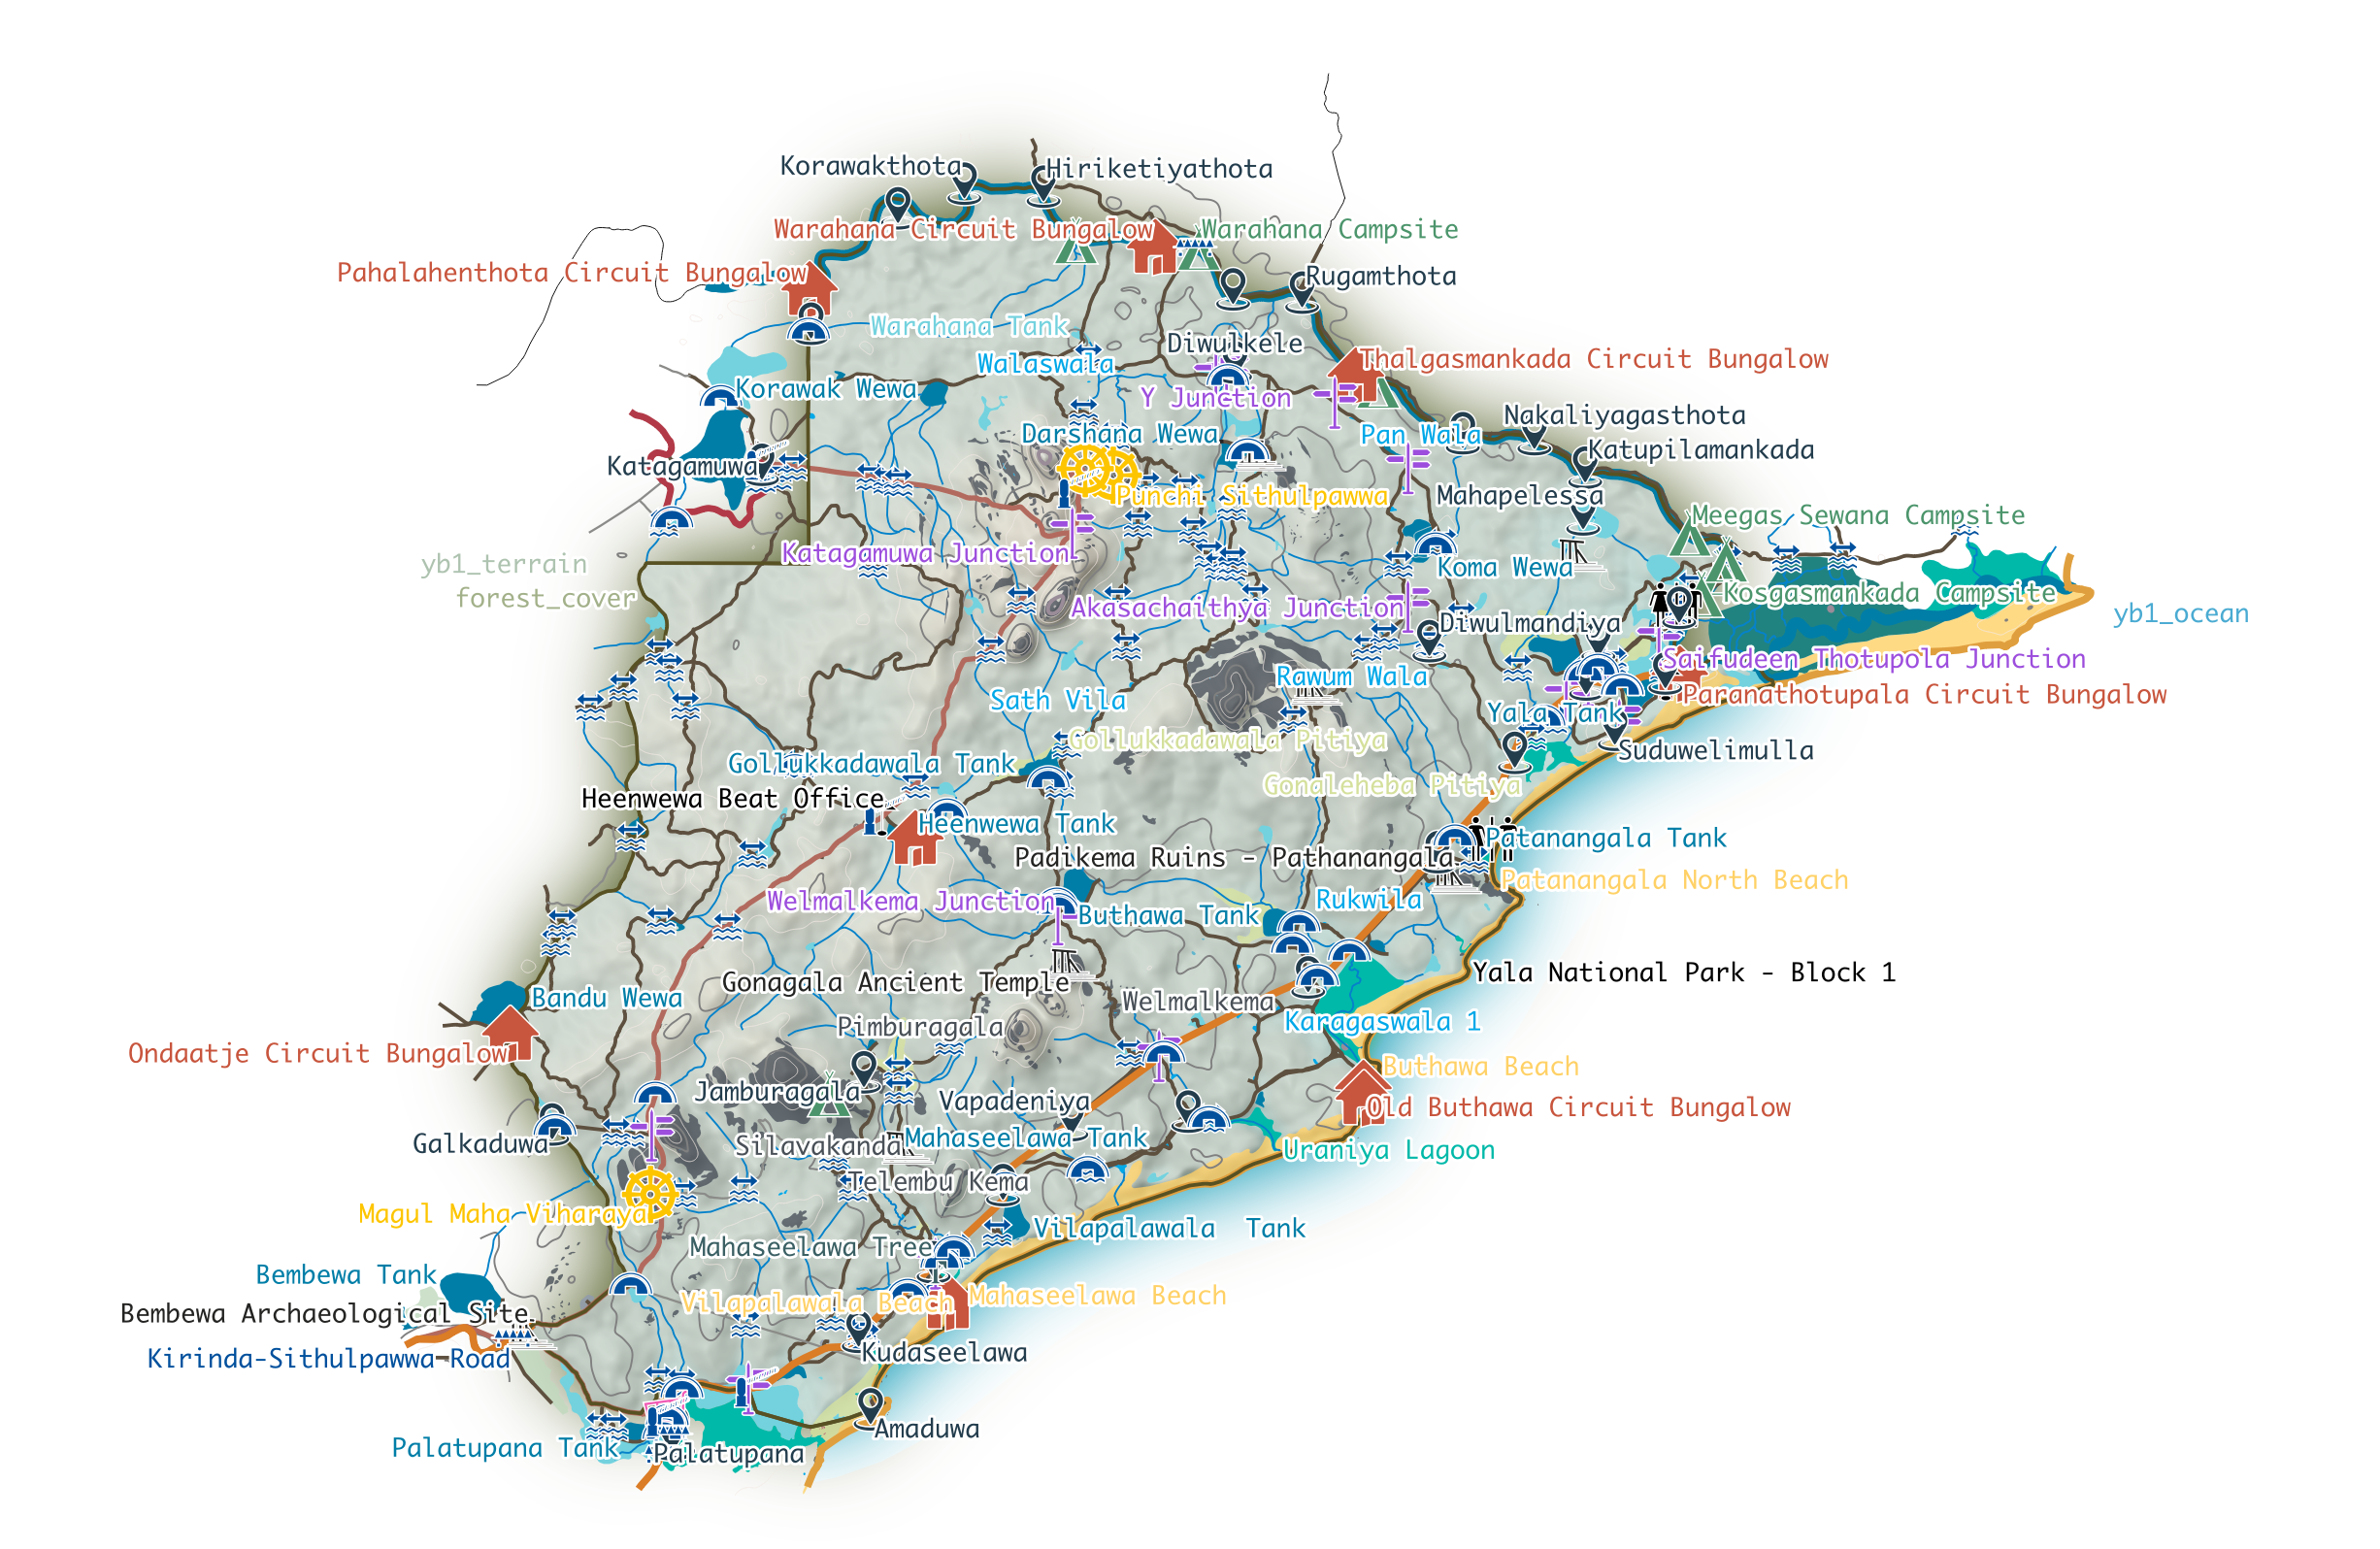 Korawakthota
Hiriketiyathota
Warahana Circuit Bungalow
Warahana Campsite
Pahalahenthota Circuit Bungalow
Rugamthota
Warahana Tank
Diwulkele
Walaswala
Thalgasmankada Circuit Bungalow
Korawak Wewa
Y Junction
Nakaliyagasthota
Darshana Wewa
Pan Wala
Katupilamankada
Katagamuwa
Punchi Sithulpawwa
Mahapelessa
Meegas Sewana Campsite
Katagamuwa Junction
yb1_terrain
Koma Wewa
forest_cover
Kosgasmankada Campsite
Akasachaithya Junction
yb1_ocean
Diwulmandiya
Saifudeen Thotupola Junction
Rawum Wala
Paranathotupala Circuit Bungalow
Sath Vila
Yala Tank
Gollukkadawala Pitiya
Suduwelimulla
Gollukkadawala Tank
Gonaleheba Pitiya
Heenwewa Beat Office
Heenwewa Tank
Patanangala Tank
Padikema Ruins - Pathanangala
Patanangala North Beach
Welmalkema Junction
Rukwila
Buthawa Tank
Yala National Park - Block 1
Gonagala Ancient Temple
Bandu Wewa
Welmalkema
Pimburagala
Karagaswala 1
Ondaatje Circuit Bungalow
Buthawa Beach
Jamburagala
Vapadeniya
Old Buthawa Circuit Bungalow
Galkaduwa
Silavakanda
Mahaseelawa Tank
Uraniya Lagoon
Telembu Kema
Magul Maha Viharaya
Vilapalawala  Tank
Mahaseelawa Tree
Bembewa Tank
Vilapalawala Beach
Mahaseelawa Beach
Bembewa Archaeological Site
Kirinda-Sithulpawwa-Road
Kudaseelawa
Amaduwa
Palatupana Tank
Palatupana